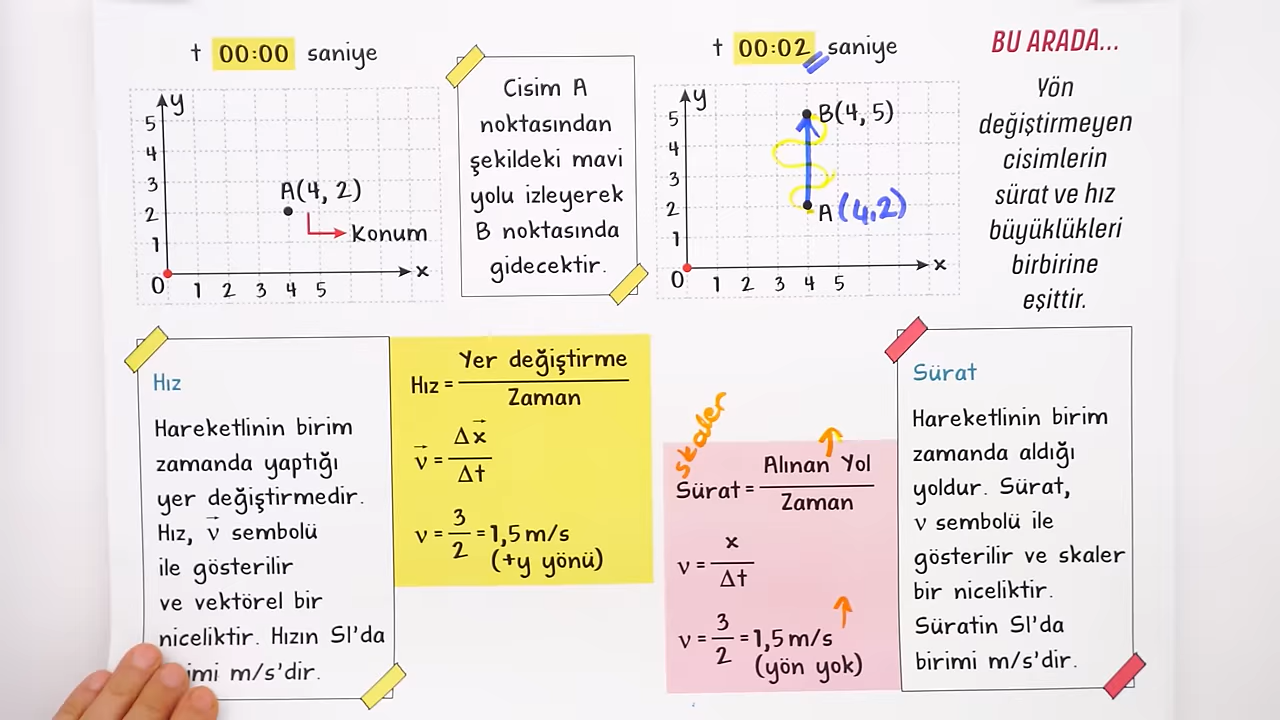 t 00:00 saniye
y
5
4
3
2
1
0
1 2 3 4 5
x
A(4, 2)
Konum
Cisim A
noktasından
şekildeki mavi
yolu izleyerek
B noktasında
gidecektir.
t 00:02 saniye
y
5
4
3
2
1
0
1 2 3 4 5
x
B(4, 5)
A (4,2)
BU ARADA...
Yön
değiştirmeyen
cisimlerin
sürat ve hız
büyüklükleri
birbirine
eşittir.
Hız
Hareketlinin birim
zamanda yaptığı
yer değiştirmedir.
Hız, v⃗ sembolü
ile gösterilir
ve vektörel bir
niceliktir. Hızın SI'da
imi m/s'dir.
Hız = Yer değiştirme / Zaman
v⃗ = Δx⃗ / Δt
v = 3/2 = 1,5 m/s
(+y yönü)
skaler
Sürat = Alınan Yol / Zaman
v = x / Δt
v = 3/2 = 1,5 m/s
(yön yok)
Sürat
Hareketlinin birim
zamanda aldığı
yoldur. Sürat,
v sembolü ile
gösterilir ve skaler
bir niceliktir.
Süratin SI'da
birimi m/s'dir.